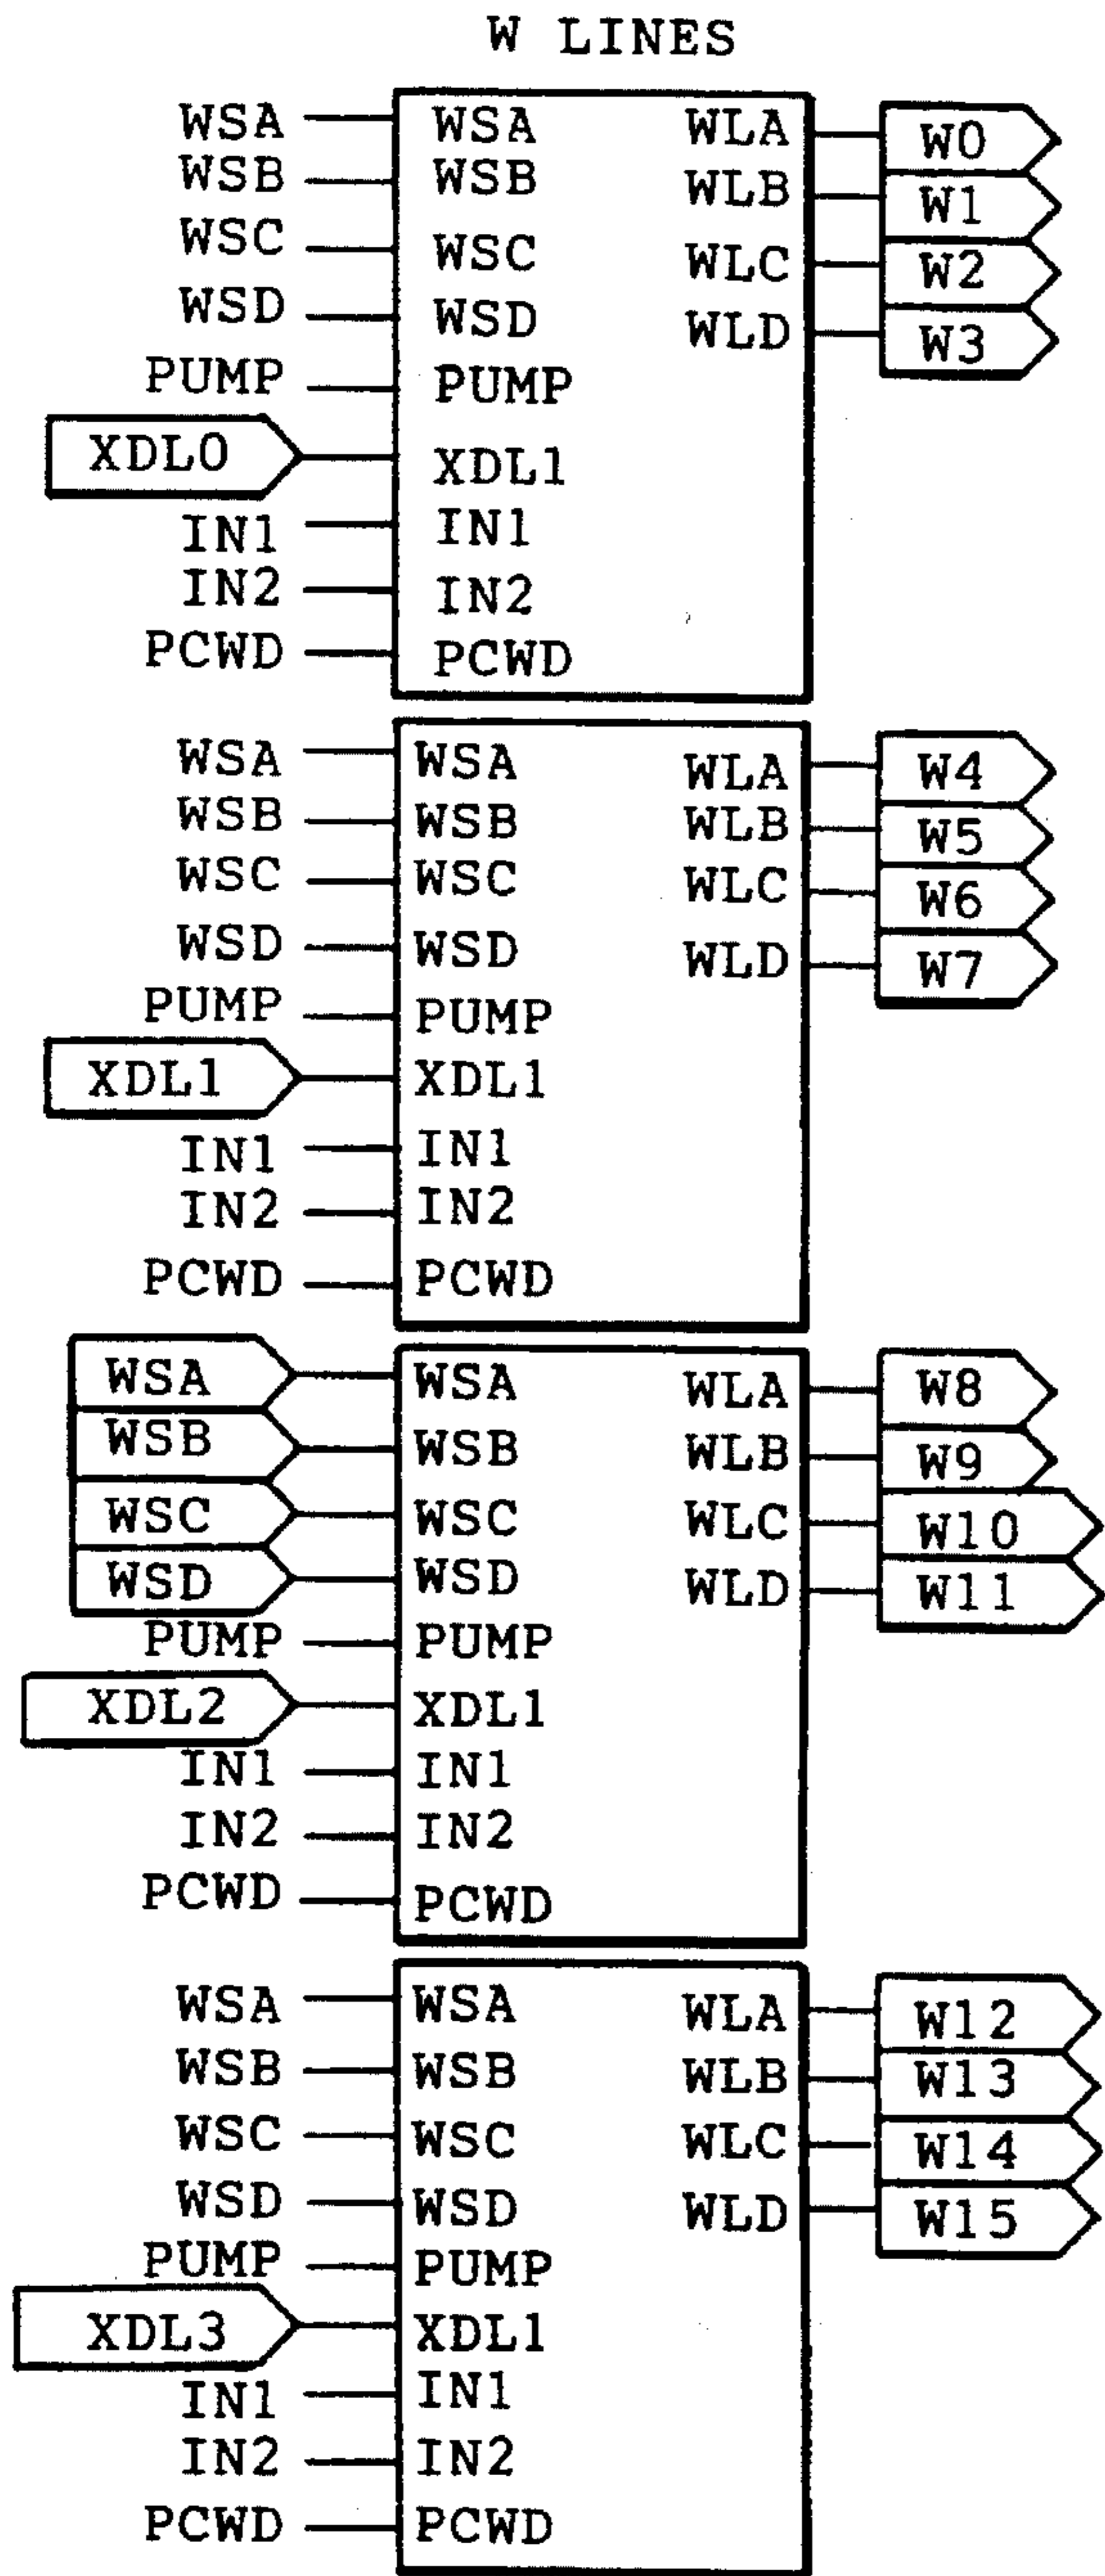 W LINES
WSA WSA WLA W0
WSB WSB WLB W1
WSC WSC WLC W2
WSD WSD WLD W3
PUMP PUMP
XDL0 XDL1
IN1 IN1
IN2 IN2
PCWD PCWD
WSA WSA WLA W4
WSB WSB WLB W5
WSC WSC WLC W6
WSD WSD WLD W7
PUMP PUMP
XDL1 XDL1
IN1 IN1
IN2 IN2
PCWD PCWD
WSA WSA WLA W8
WSB WSB WLB W9
WSC WSC WLC W10
WSD WSD WLD W11
PUMP PUMP
XDL2 XDL1
IN1 IN1
IN2 IN2
PCWD PCWD
WSA WSA WLA W12
WSB WSB WLB W13
WSC WSC WLC W14
WSD WSD WLD W15
PUMP PUMP
XDL3 XDL1
IN1 IN1
IN2 IN2
PCWD PCWD